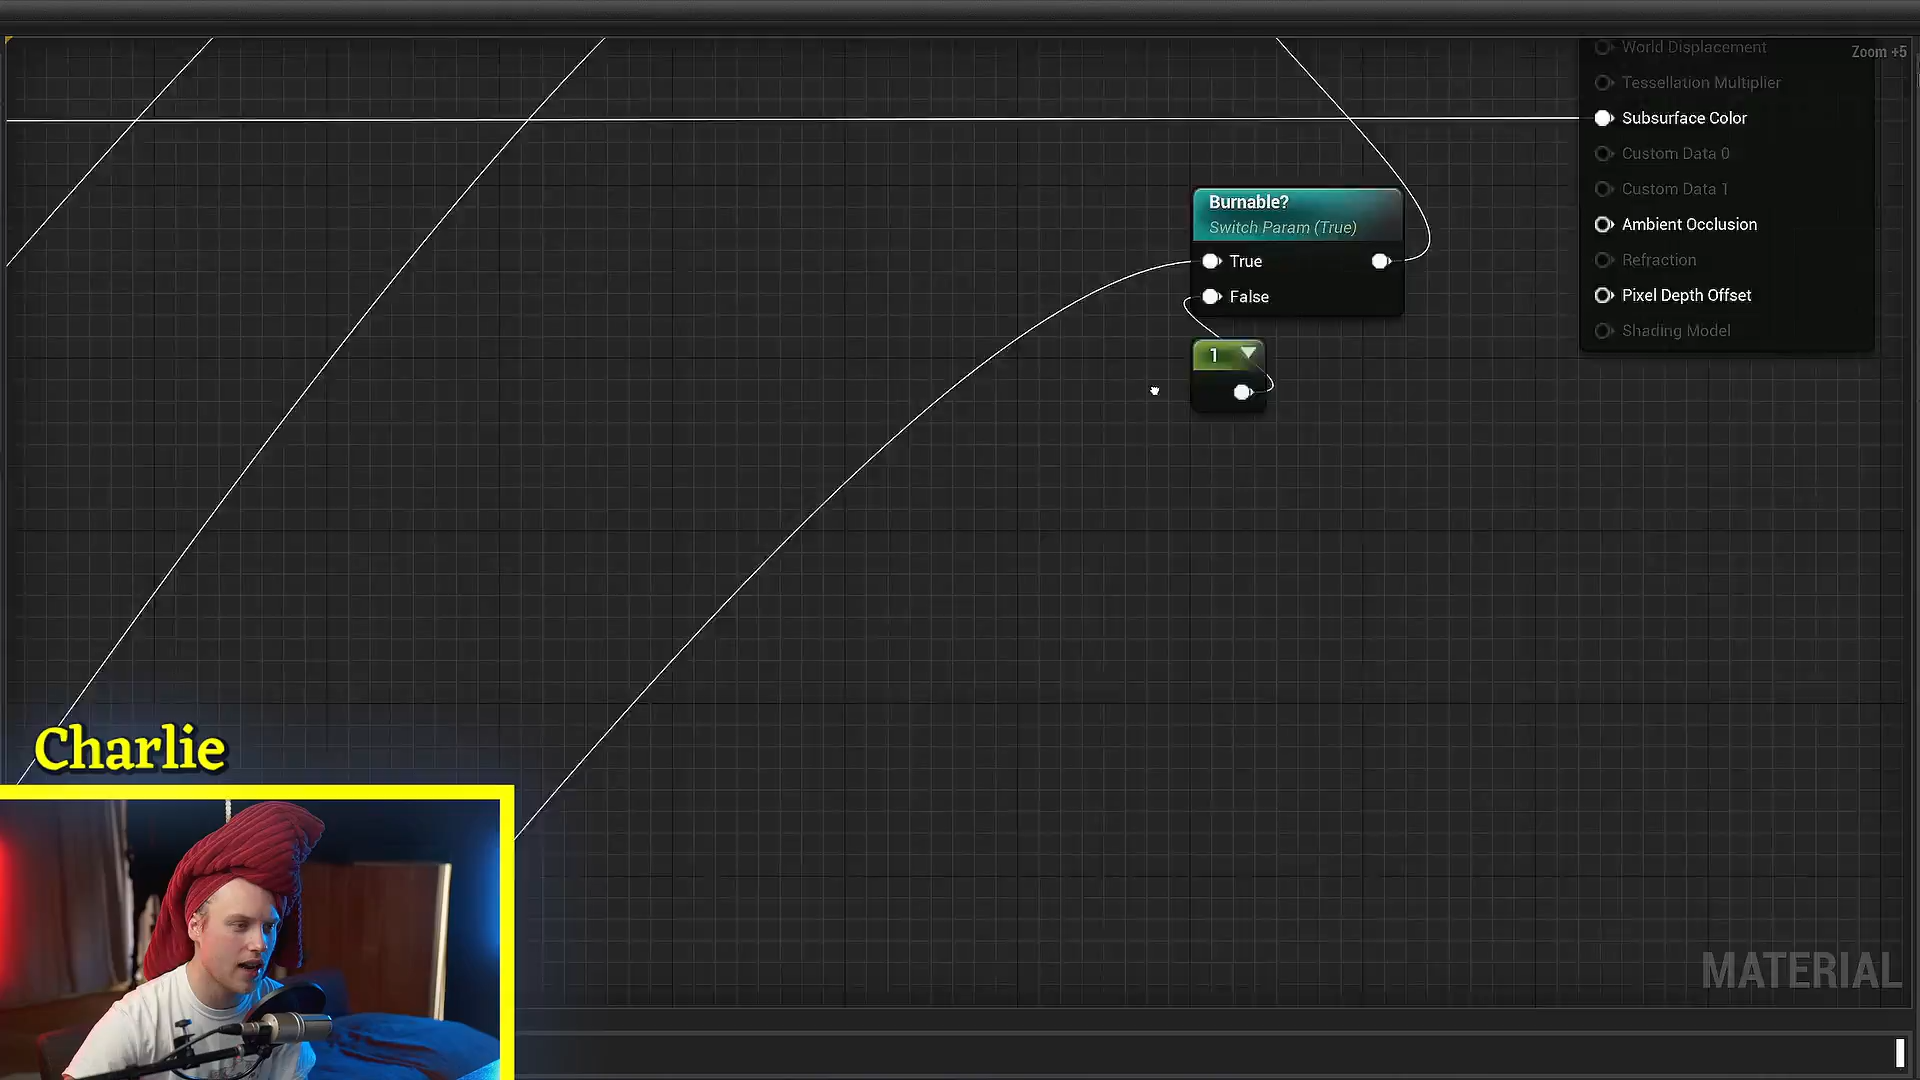 World Displacement
Zoom +5
Tessellation Multiplier
Subsurface Color
Custom Data 0
Custom Data 1
Burnable?
Switch Param (True)
Ambient Occlusion
True
Refraction
False
Pixel Depth Offset
Shading Model
1
Charlie
MATERIAL